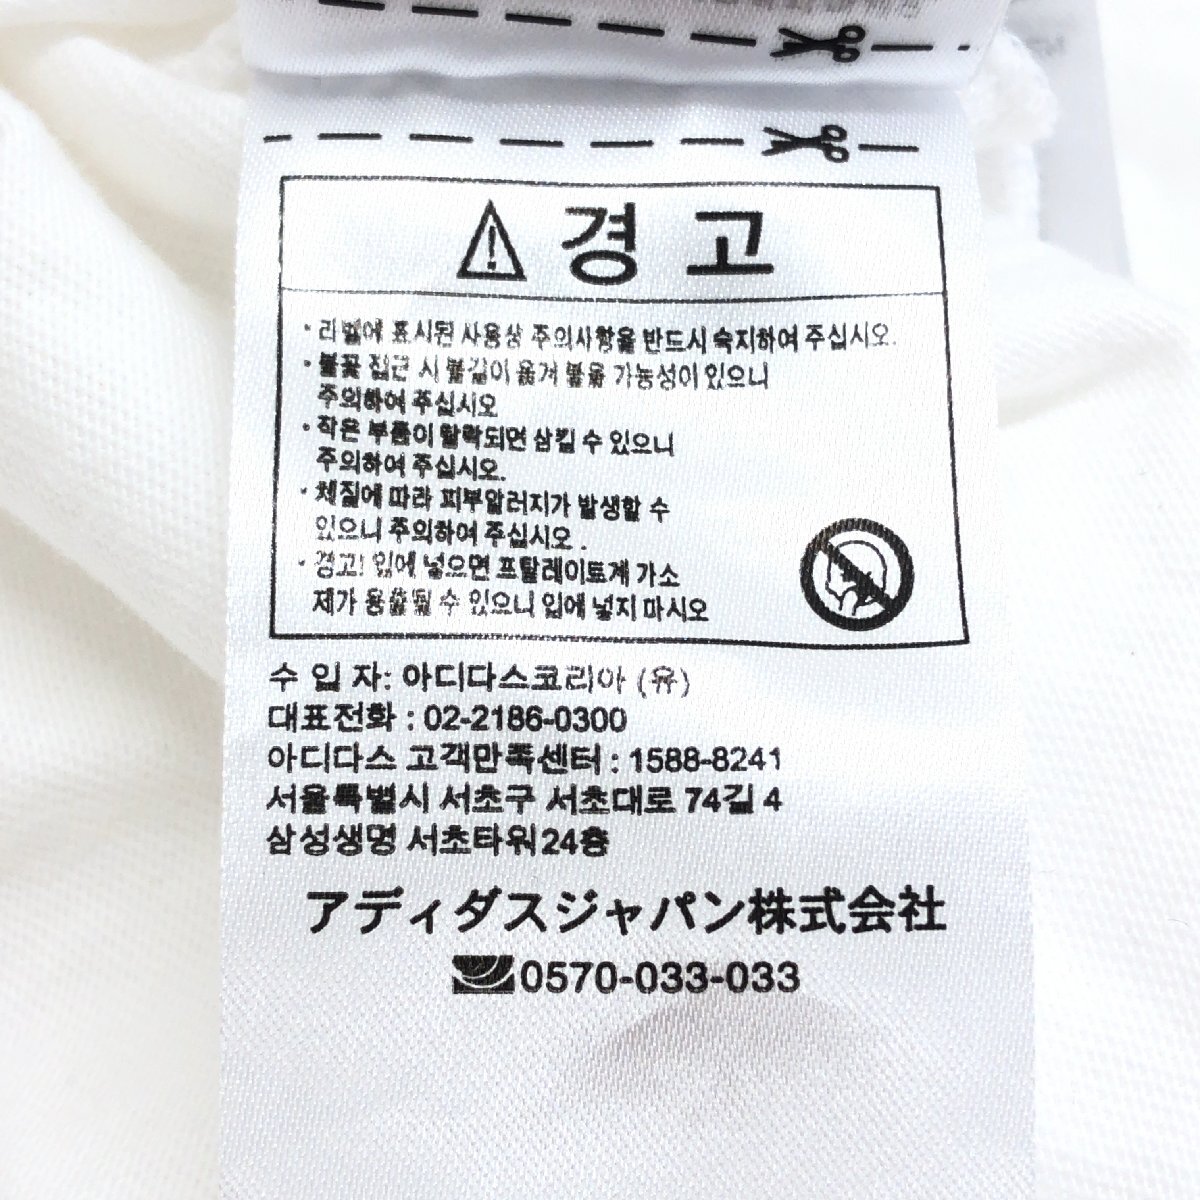 경 고
· 라벨에 표시된 사용상 주의사항을 반드시 숙지하여 주십시오.
· 불꽃 접근 시 불길이 옮겨 붙을 가능성이 있으니
주의하여 주십시오
· 작은 부품이 탈락되면 삼킬 수 있으니
주의하여 주십시오.
· 체질에 따라 피부알러지가 발생할 수
있으니 주의하여 주십시오 .
· 경고! 입에 넣으면 프탈레이트계 가소
제가 용출될 수 있으니 입에 넣지 마시오
수 입 자: 아디다스코리아 (유)
대표전화 : 02-2186-0300
아디다스 고객만족센터 : 1588-8241
서울특별시 서초구 서초대로 74길 4
삼성생명 서초타워24층
アディダスジャパン株式会社
0570-033-033